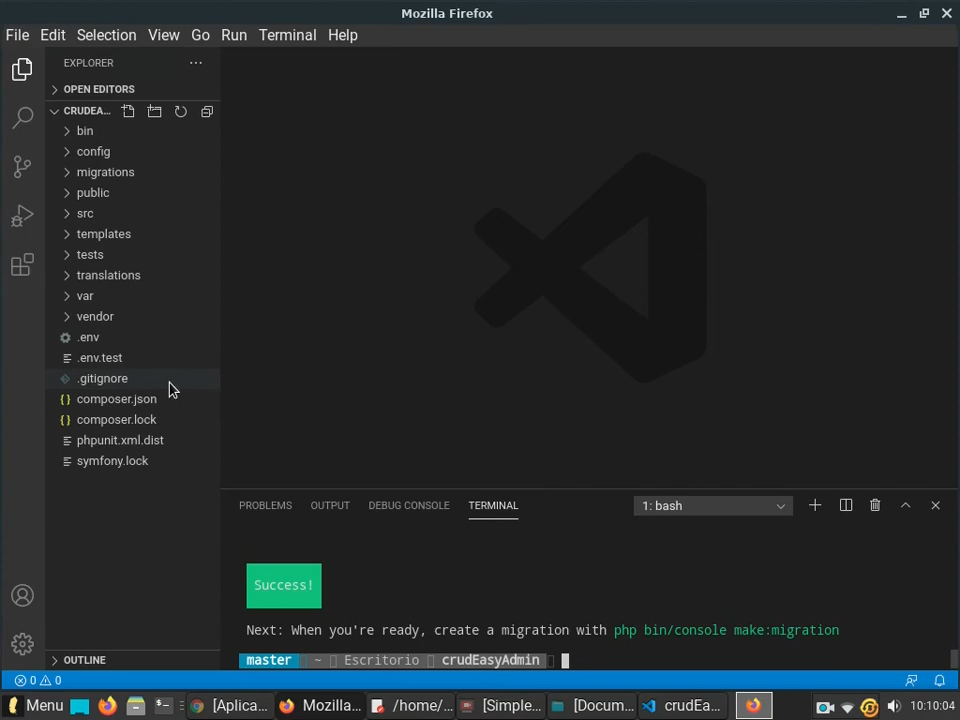 Mozilla Firefox
File Edit Selection View Go Run Terminal Help
EXPLORER
OPEN EDITORS
CRUDEA...
bin
config
migrations
public
src
templates
tests
translations
var
vendor
.env
.env.test
.gitignore
composer.json
composer.lock
phpunit.xml.dist
symfony.lock
OUTLINE
PROBLEMS OUTPUT DEBUG CONSOLE TERMINAL 1: bash
Success!
Next: When you're ready, create a migration with php bin/console make:migration
master ~ Escritorio crudEasyAdmin
0 0
Menu [Aplica... Mozilla... /home/... [Simple... [Docum... crudEa... 10:10:04